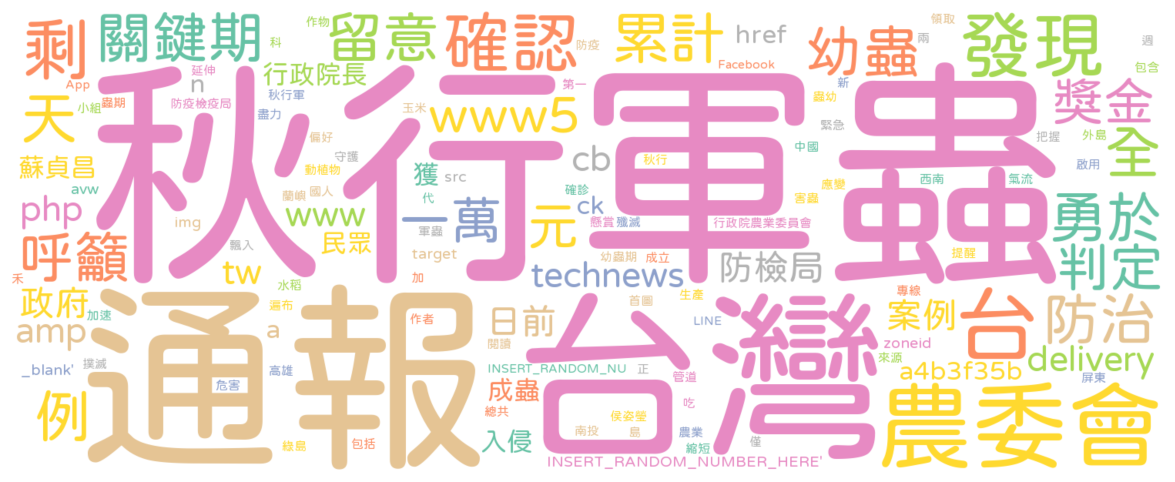 剩 關鍵期 留意 確認 累計 href 幼蟲 發現
作物 科 防疫 領取 兩 週
App 延伸 行政院長 Facebook 包含
n 蟲期 小組 防疫檢疫局 秋行軍 盡力 玉米 第一 蟲幼 新 獎金
天 秋行軍蟲 www5 緊急 把握 外島 全
蘇貞昌 偏好 守護 cb 秋行 中國 啟用
avw 動植物 獲 src 確診 應變 西南 氣流
php img 蘭嶼 國人 www 代 ck 害蟲 勇於
飄入 民眾 一萬 元 懸賞 殲滅 行政院農業委員會
呼籲 軍蟲 target 幼蟲期 成立 防檢局 提醒 判定
禾 tw 水稻 加 technews
政府 加速 遍布 通報 首圖 生產 專線 案例 台 防治
amp a 作者 日前 閱讀 LINE 台灣 zoneid 來源 delivery
_blank' 撲滅 危害 高雄 INSERT_RANDOM_NU 正 管道 a4b3f35b 屏東
例 成蟲 總共 吃 農委會
綠島 包括 入侵 南投 侯姿瑩 島 農業 縮短 僅
INSERT_RANDOM_NUMBER_HERE'